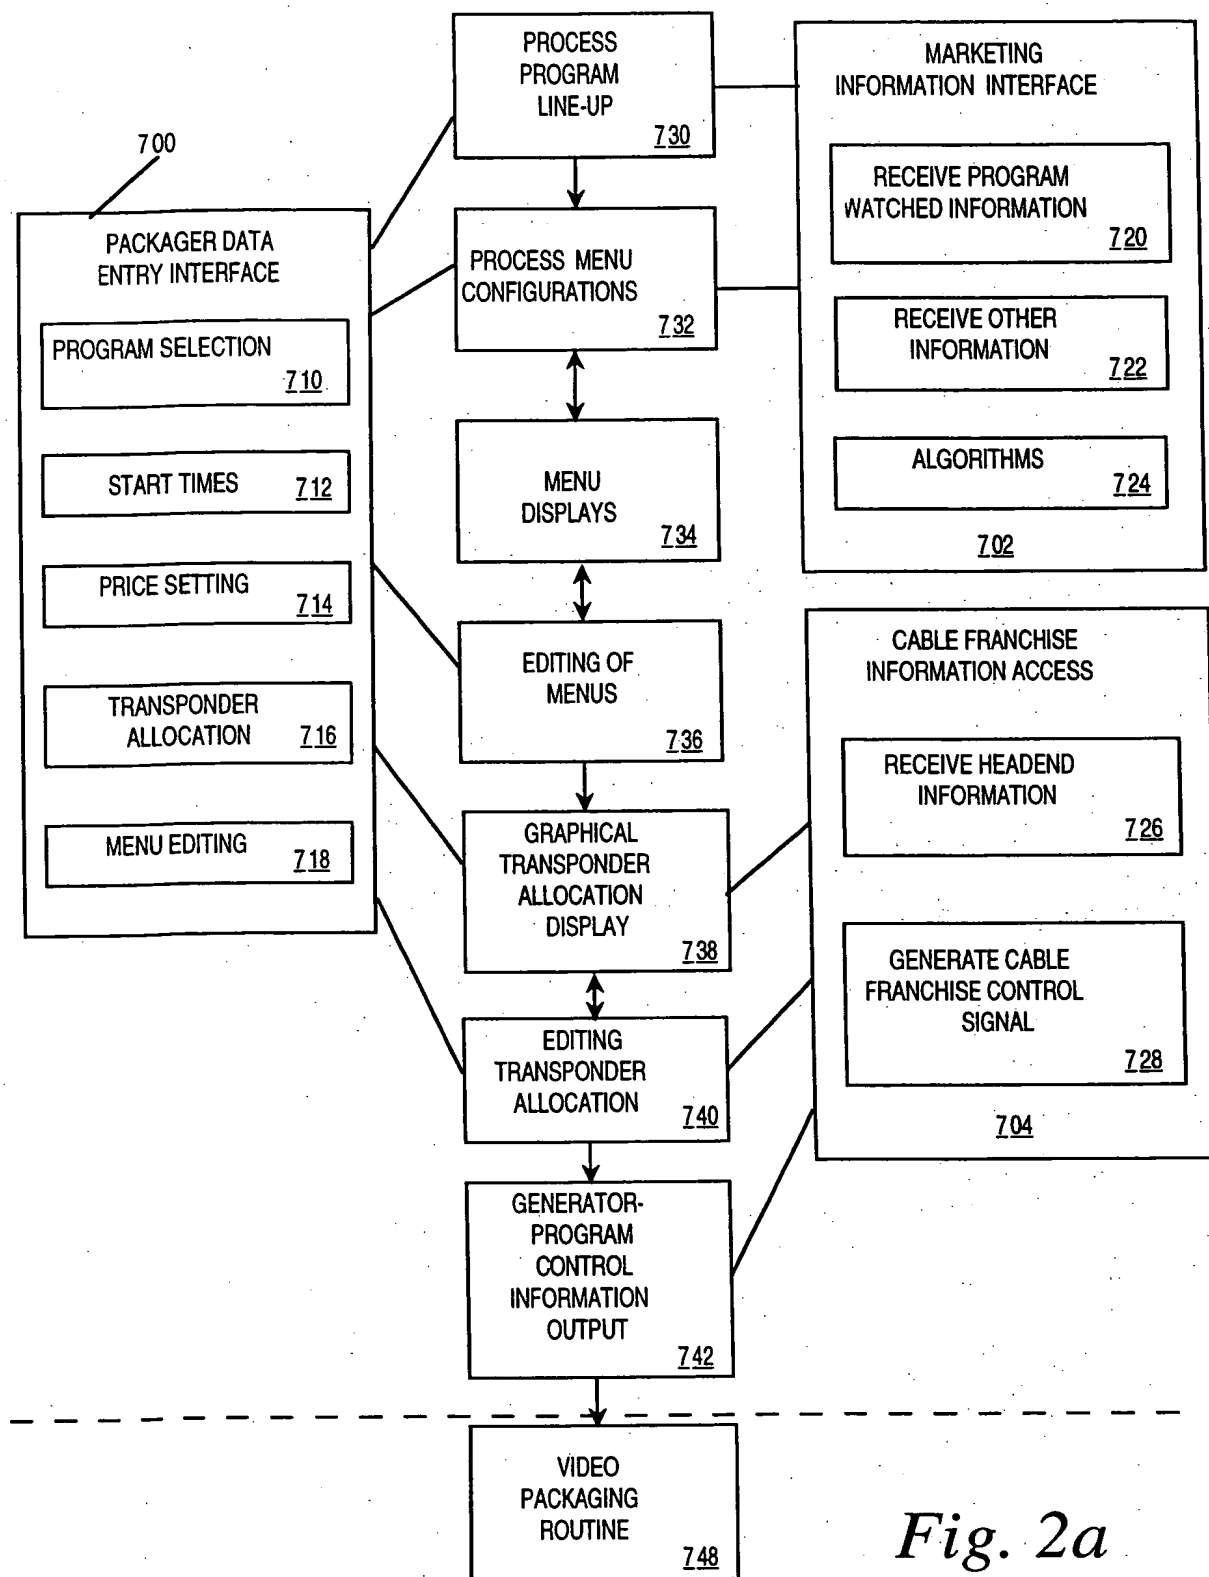 PROCESS
PROGRAM
LINE-UP
730
MARKETING
INFORMATION INTERFACE
RECEIVE PROGRAM
WATCHED INFORMATION
720
RECEIVE OTHER
INFORMATION
722
ALGORITHMS
724
702
700
PACKAGER DATA
ENTRY INTERFACE
PROGRAM SELECTION
710
START TIMES
712
PRICE SETTING
714
TRANSPONDER
ALLOCATION
716
MENU EDITING
718
PROCESS MENU
CONFIGURATIONS
732
MENU
DISPLAYS
734
EDITING OF
MENUS
736
GRAPHICAL
TRANSPONDER
ALLOCATION
DISPLAY
738
EDITING
TRANSPONDER
ALLOCATION
740
GENERATOR-
PROGRAM
CONTROL
INFORMATION
OUTPUT
742
CABLE FRANCHISE
INFORMATION ACCESS
RECEIVE HEADEND
INFORMATION
726
GENERATE CABLE
FRANCHISE CONTROL
SIGNAL
728
704
VIDEO
PACKAGING
ROUTINE
748
Fig. 2a